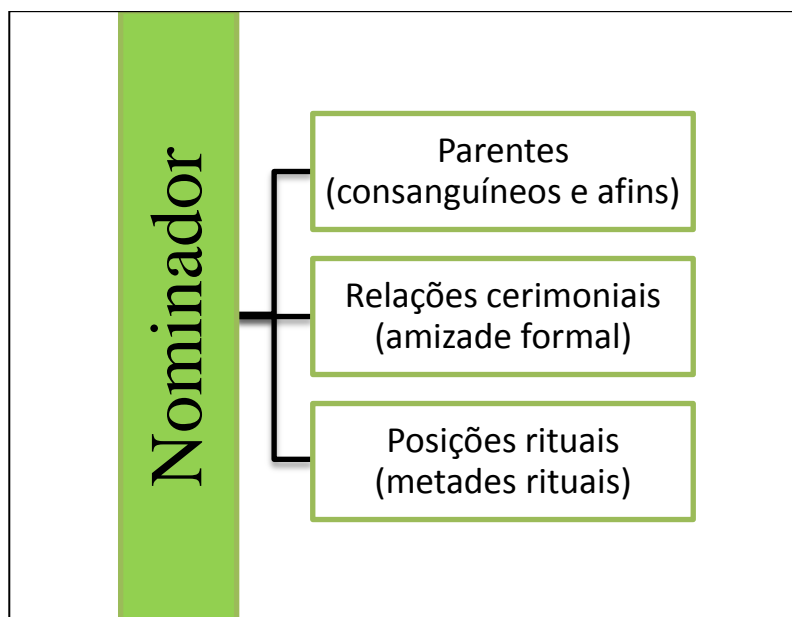 Nominador
Parentes
(consanguíneos e afins)
Relações cerimoniais
(amizade formal)
Posições rituais
(metades rituais)